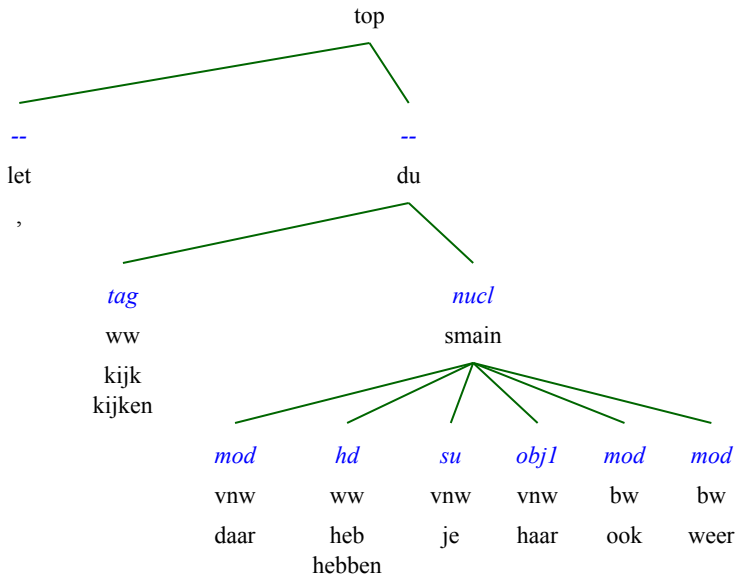 top
-- --
let du
,
tag nucl
ww smain
kijk
kijken
mod hd su obj1 mod mod
vnw ww vnw vnw bw bw
daar heb je haar ook weer
hebben